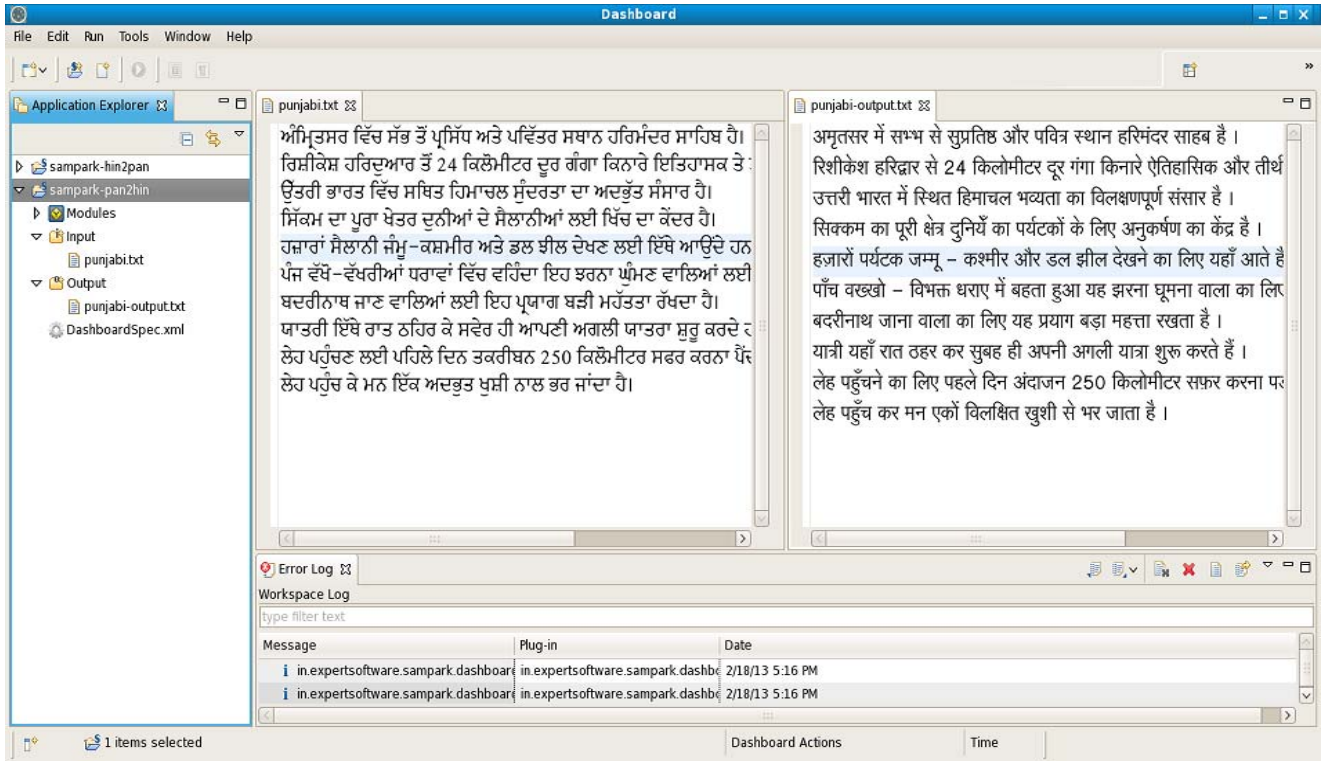 Dashboard
File Edit Run Tools Window Help
»
Application Explorer
sampark-hin2pan
sampark-pan2hin
Modules
Input
punjabi.txt
Output
punjabi-output.txt
DashboardSpec.xml
punjabi.txt
ਅੰਮ੍ਰਿਤਸਰ ਵਿੱਚ ਸੱਭ ਤੋਂ ਪ੍ਰਸਿੱਧ ਅਤੇ ਪਵਿੱਤਰ ਸਥਾਨ ਹਰਿਮੰਦਰ ਸਾਹਿਬ ਹੈ।
ਰਿਸ਼ੀਕੇਸ਼ ਹਰਿਦੁਆਰ ਤੋਂ 24 ਕਿਲੋਮੀਟਰ ਦੂਰ ਗੰਗਾ ਕਿਨਾਰੇ ਇਤਿਹਾਸਕ ਤੇ
ਉੱਤਰੀ ਭਾਰਤ ਵਿੱਚ ਸਥਿਤ ਹਿਮਾਚਲ ਸੁੰਦਰਤਾ ਦਾ ਅਦਭੁੱਤ ਸੰਸਾਰ ਹੈ।
ਸਿੱਕਮ ਦਾ ਪੂਰਾ ਖੇਤਰ ਦੁਨੀਆਂ ਦੇ ਸੈਲਾਨੀਆਂ ਲਈ ਖਿੱਚ ਦਾ ਕੇਂਦਰ ਹੈ।
ਹਜ਼ਾਰਾਂ ਸੈਲਾਨੀ ਜੰਮੂ-ਕਸ਼ਮੀਰ ਅਤੇ ਡਲ ਝੀਲ ਦੇਖਣ ਲਈ ਇੱਥੇ ਆਉਂਦੇ ਹਨ
ਪੰਜ ਵੱਖੋ-ਵੱਖਰੀਆਂ ਧਰਾਵਾਂ ਵਿੱਚ ਵਹਿੰਦਾ ਇਹ ਝਰਨਾ ਘੁੰਮਣ ਵਾਲਿਆਂ ਲਈ
ਬਦਰੀਨਾਥ ਜਾਣ ਵਾਲਿਆਂ ਲਈ ਇਹ ਪ੍ਰਯਾਗ ਬੜੀ ਮਹੱਤਤਾ ਰੱਖਦਾ ਹੈ।
ਯਾਤਰੀ ਇੱਥੇ ਰਾਤ ਠਹਿਰ ਕੇ ਸਵੇਰ ਹੀ ਆਪਣੀ ਅਗਲੀ ਯਾਤਰਾ ਸ਼ੁਰੂ ਕਰਦੇ
ਲੇਹ ਪਹੁੰਚਣ ਲਈ ਪਹਿਲੇ ਦਿਨ ਤਕਰੀਬਨ 250 ਕਿਲੋਮੀਟਰ ਸਫਰ ਕਰਨਾ
ਲੇਹ ਪਹੁੰਚ ਕੇ ਮਨ ਇੱਕ ਅਦਭੁਤ ਖੁਸ਼ੀ ਨਾਲ ਭਰ ਜਾਂਦਾ ਹੈ।
punjabi-output.txt
अमृतसर में सभ्भ से सुप्रतिष्ठ और पवित्र स्थान हरिमंदर साहब है ।
रिशीकेश हरिद्वार से 24 किलोमीटर दूर गंगा किनारे ऐतिहासिक और तीर्थ
उत्तरी भारत में स्थित हिमाचल भव्यता का विलक्षणपूर्ण संसार है ।
सिक्कम का पूरी क्षेत्र दुनियेँ का पर्यटकों के लिए अनुकर्षण का केंद्र है ।
हज़ारों पर्यटक जम्मू - कश्मीर और डल झील देखने का लिए यहाँ आते है
पाँच वख्खो - विभक्त धराए में बहता हुआ यह झरना घूमना वाला का
बदरीनाथ जाना वाला का लिए यह प्रयाग बड़ा महत्ता रखता है ।
यात्री यहाँ रात ठहर कर सुबह ही अपनी अगली यात्रा शुरू करते हैं ।
लेह पहुँचने का लिए पहले दिन अंदाजन 250 किलोमीटर सफ़र करना
लेह पहुँच कर मन एकों विलक्षित खुशी से भर जाता है ।
Error Log
Workspace Log
type filter text
Message Plug-in Date
in.expertsoftware.sampark.dashboard in.expertsoftware.sampark.dashbo 2/18/13 5:16 PM
in.expertsoftware.sampark.dashboard in.expertsoftware.sampark.dashbo 2/18/13 5:16 PM
1 items selected Dashboard Actions Time